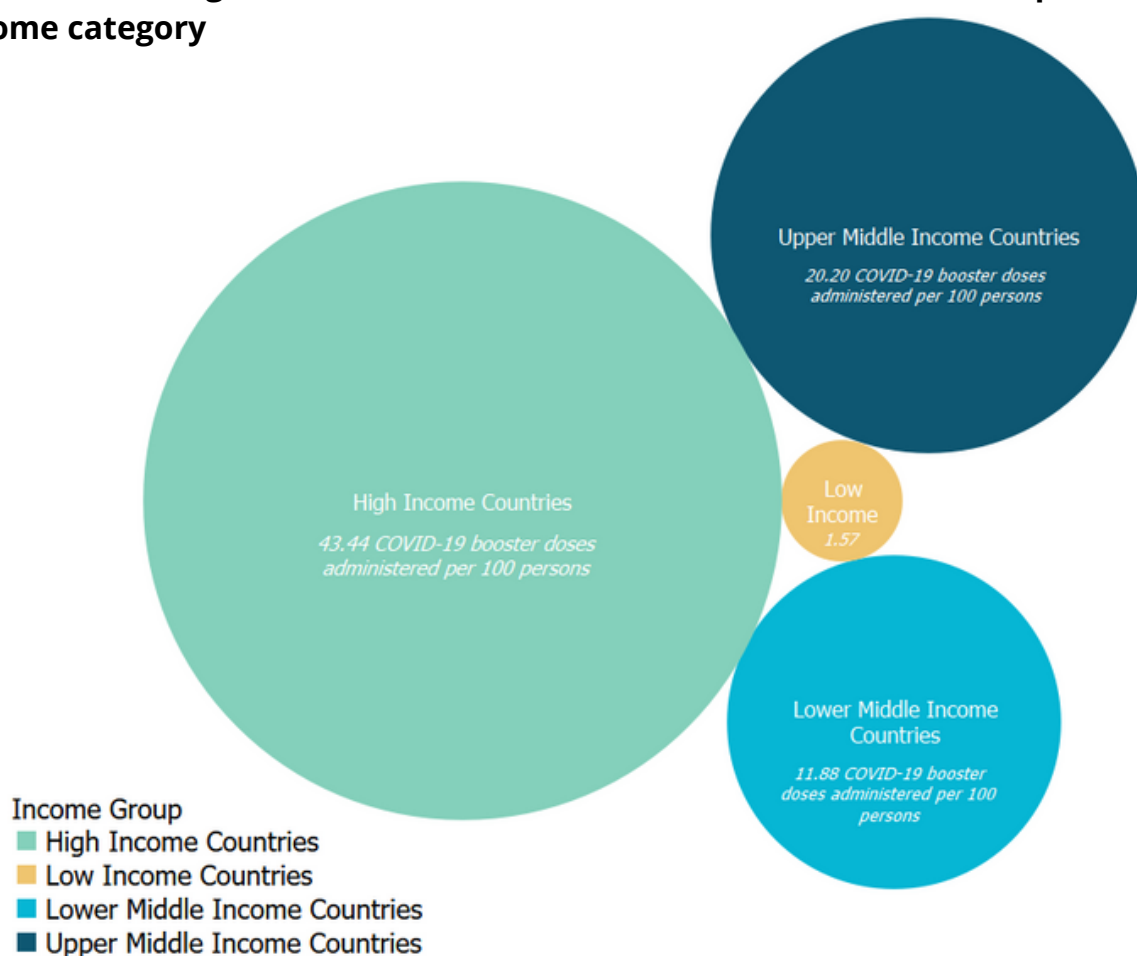 ome category
Upper Middle Income Countries
20.20 COVID-19 booster doses
administered per 100 persons
High Income Countries
43.44 COVID-19 booster doses
administered per 100 persons
Low
Income
1.57
Lower Middle Income
Countries
11.88 COVID-19 booster
doses administered per 100
persons
Income Group
High Income Countries
Low Income Countries
Lower Middle Income Countries
Upper Middle Income Countries